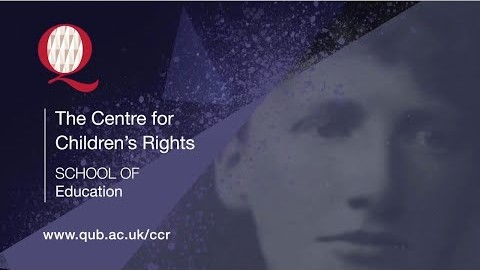 The Centre for
Children's Rights
SCHOOL OF
Education
www.qub.ac.uk/ccr